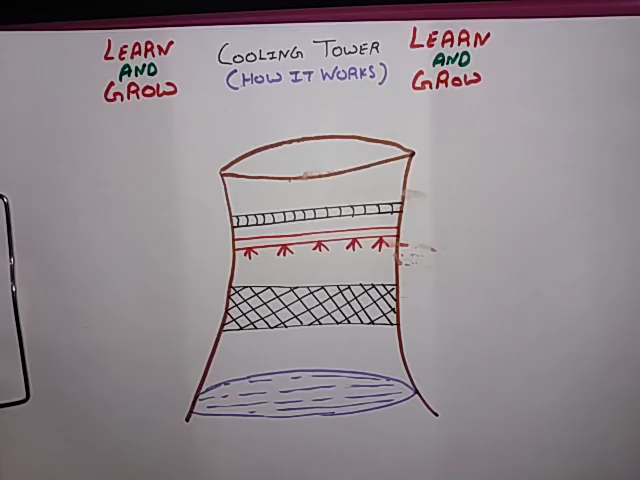 LEARN
AND
GROW
COOLING TOWER
(HOW IT WORKS)
LEARN
AND
GROW